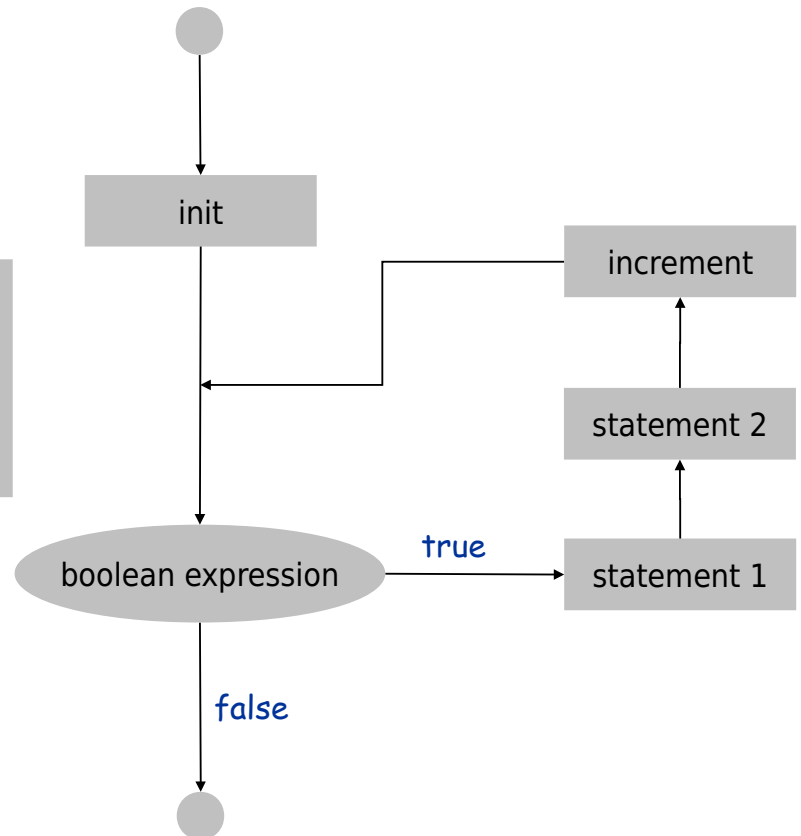 init
increment
statement 2
true
boolean expression
statement 1
false